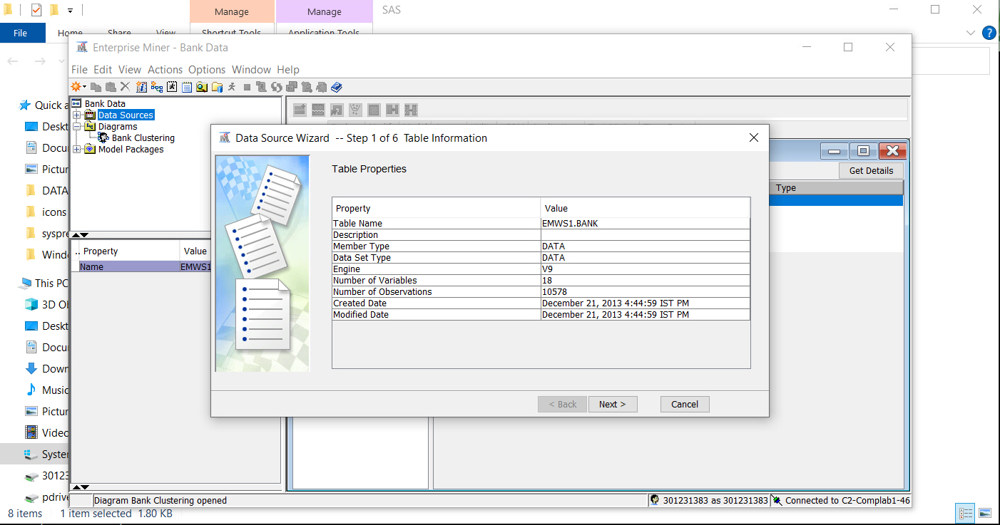 Manage Manage SAS
File Home Share View Shortcut Tools Application Tools
Enterprise Miner - Bank Data
File Edit View Actions Options Window Help
Bank Data
Data Sources
Diagrams
Bank Clustering
Model Packages
Property Value
Name EMWS1
Data Source Wizard -- Step 1 of 6 Table Information
Table Properties
Property Value
Table Name EMWS1.BANK
Description
Member Type DATA
Data Set Type DATA
Engine V9
Number of Variables 18
Number of Observations 10578
Created Date December 21, 2013 4:44:59 IST PM
Modified Date December 21, 2013 4:44:59 IST PM
< Back Next > Cancel
Get Details
Type
Quick a
Deskt
Docu
Pictur
DATA
icons
syspre
Windo
This PC
3D Ob
Deskt
Docu
Down
Music
Pictur
Video
Syster
30123
pdrive
Diagram Bank Clustering opened 301231383 as 301231383 Connected to C2-Complab1-46
8 items 1 item selected 1.80 KB